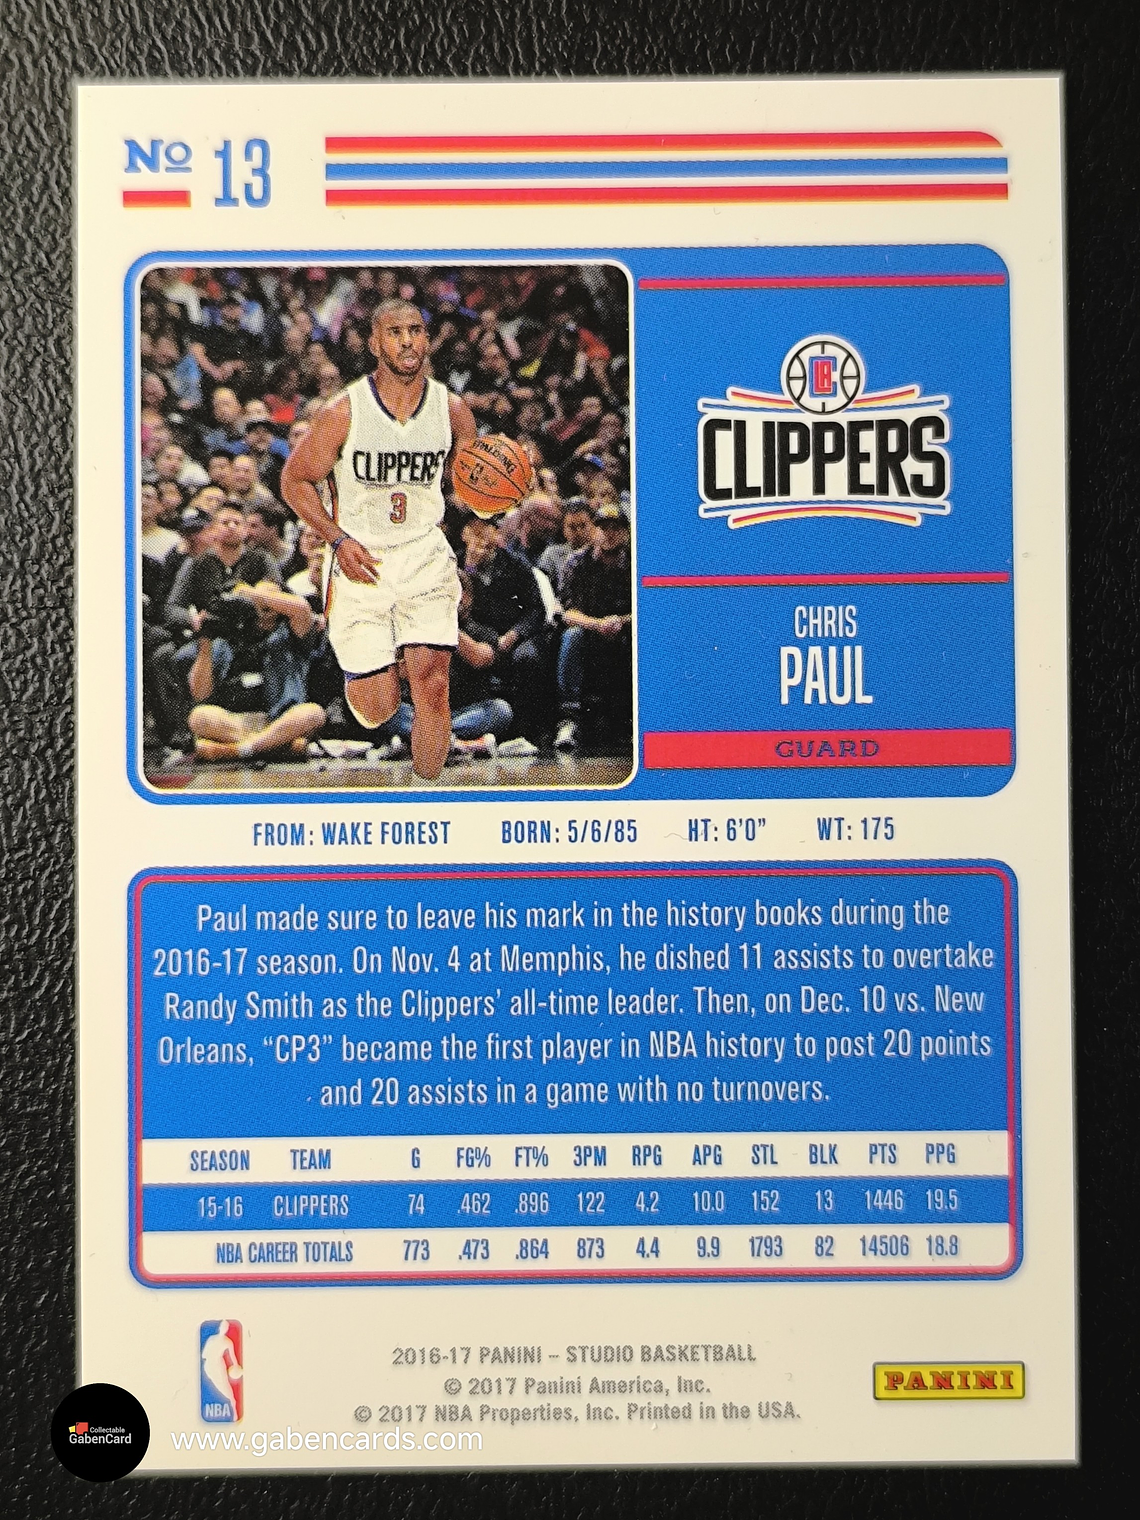 No 13
CLIPPERS
3
SPALDING
LAC
CLIPPERS
CHRIS
PAUL
GUARD
FROM: WAKE FOREST BORN: 5/6/85 HT: 6'0" WT: 175
Paul made sure to leave his mark in the history books during the
2016-17 season. On Nov. 4 at Memphis, he dished 11 assists to overtake
Randy Smith as the Clippers' all-time leader. Then, on Dec. 10 vs. New
Orleans, “CP3” became the first player in NBA history to post 20 points
and 20 assists in a game with no turnovers.
SEASON TEAM G FG% FT% 3PM RPG APG STL BLK PTS PPG
15-16 CLIPPERS 74 .462 .896 122 4.2 10.0 152 13 1446 19.5
NBA CAREER TOTALS 773 .473 .864 873 4.4 9.9 1793 82 14506 18.8
NBA
2016-17 PANINI – STUDIO BASKETBALL
© 2017 Panini America, Inc.
© 2017 NBA Properties, Inc. Printed in the USA.
PANINI
Collectable
GabenCard
www.gabencards.com